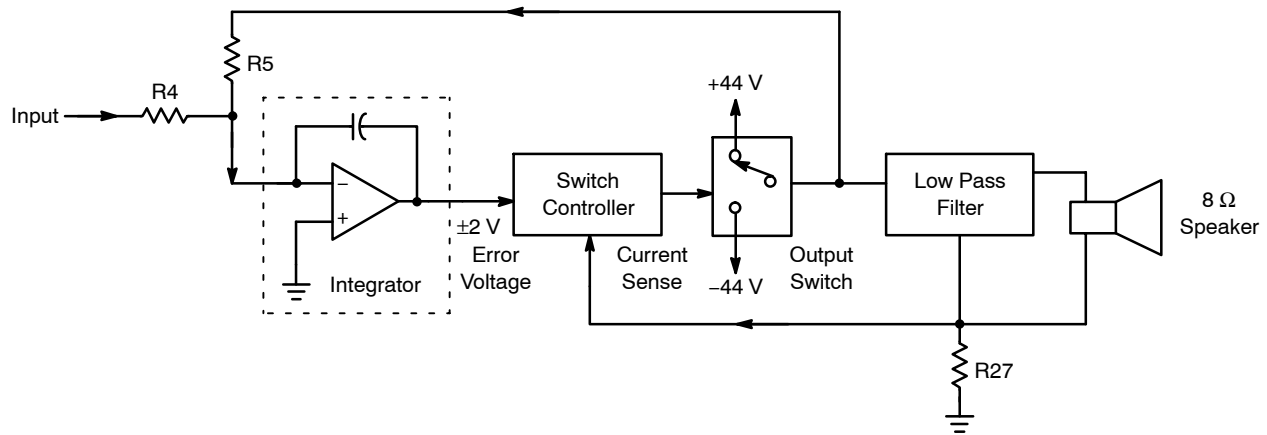 R5
R4
Input
+44 V
−
+
Integrator
±2 V
Error
Voltage
Switch
Controller
Current
Sense
−44 V
Output
Switch
Low Pass
Filter
8 Ω
Speaker
R27